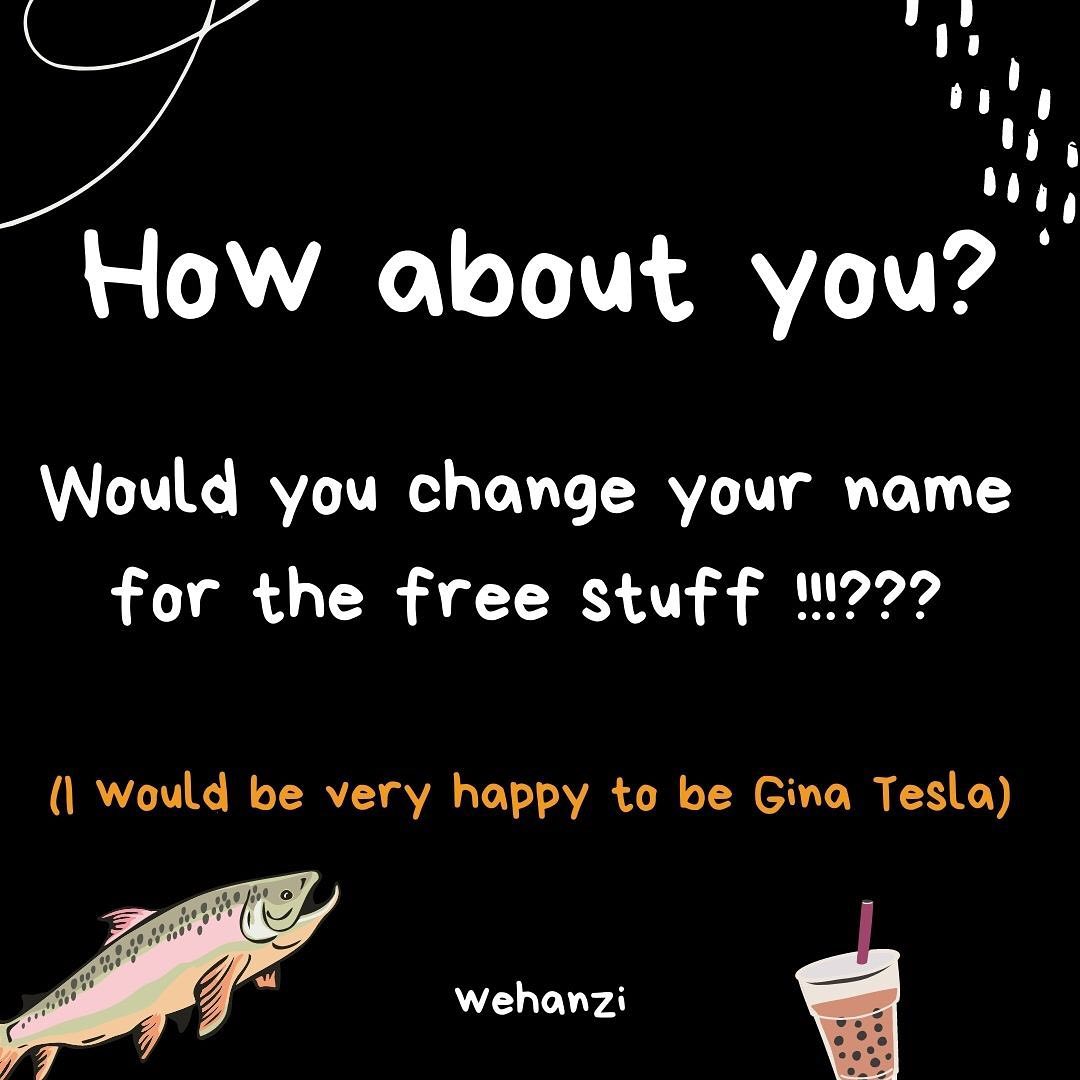 How about you?
Would you change your name
for the free stuff !!!???
(I would be very happy to be Gina Tesla)
wehanzi